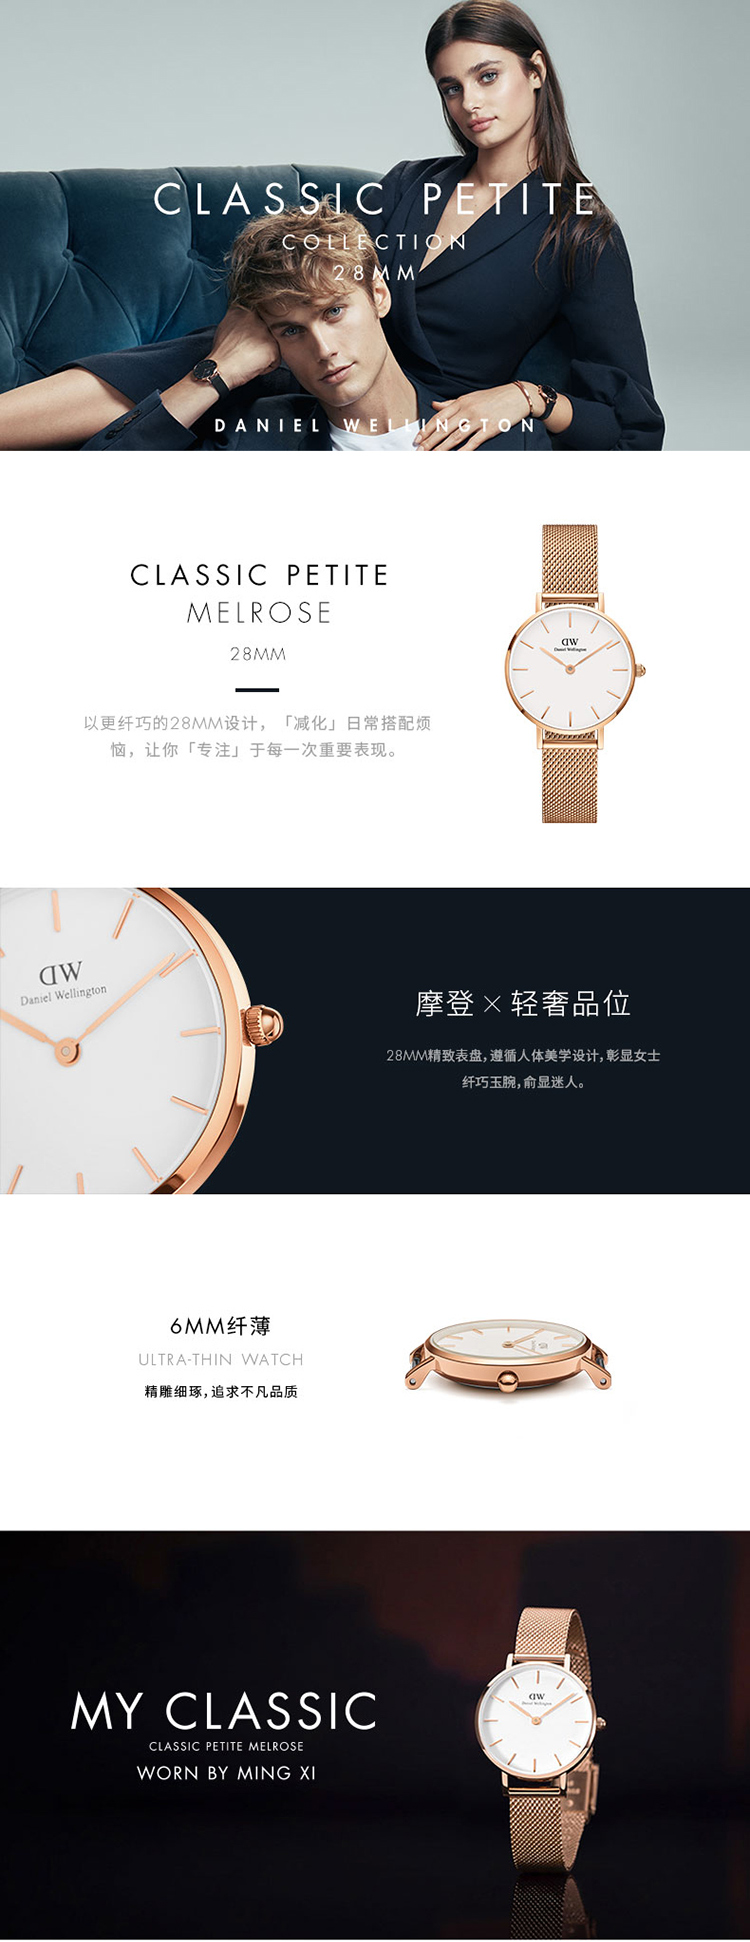 CLASSIC PETITE
COLLECTION
28MM
DANIEL WELLINGTON
CLASSIC PETITE
MELROSE
28MM
以更纤巧的28MM设计，「减化」日常搭配烦
恼，让你「专注」于每一次重要表现。
DW
Daniel Wellington
DW
Daniel Wellington
摩登×轻奢品位
28MM精致表盘，遵循人体美学设计，彰显女士
纤巧玉腕，俞显迷人。
6MM纤薄
ULTRA-THIN WATCH
精雕细琢，追求不凡品质
MY CLASSIC
CLASSIC PETITE MELROSE
WORN BY MING XI
DW
Daniel Wellington